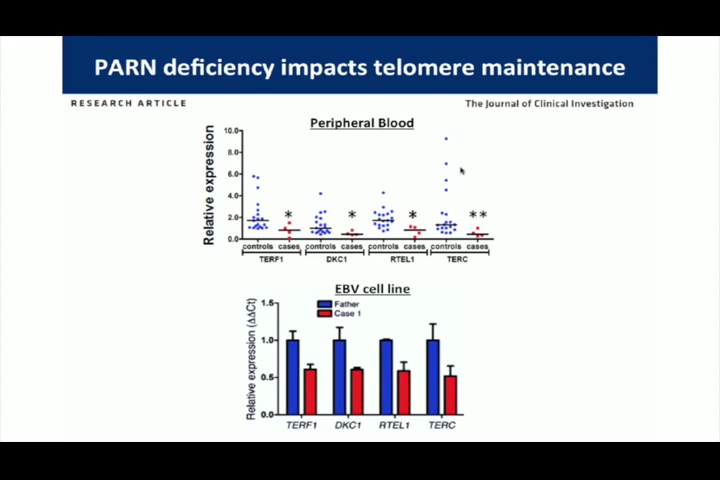 PARN deficiency impacts telomere maintenance
RESEARCH ARTICLE
The Journal of Clinical Investigation
Peripheral Blood
Relative expression
10.0
8.0
6.0
4.0
2.0
0.0
* * * **
controls cases controls cases controls cases controls cases
TERF1 DKC1 RTEL1 TERC
EBV cell line
Relative expression (ΔΔCt)
1.5
1.0
0.5
0.0
Father
Case 1
TERF1 DKC1 RTEL1 TERC